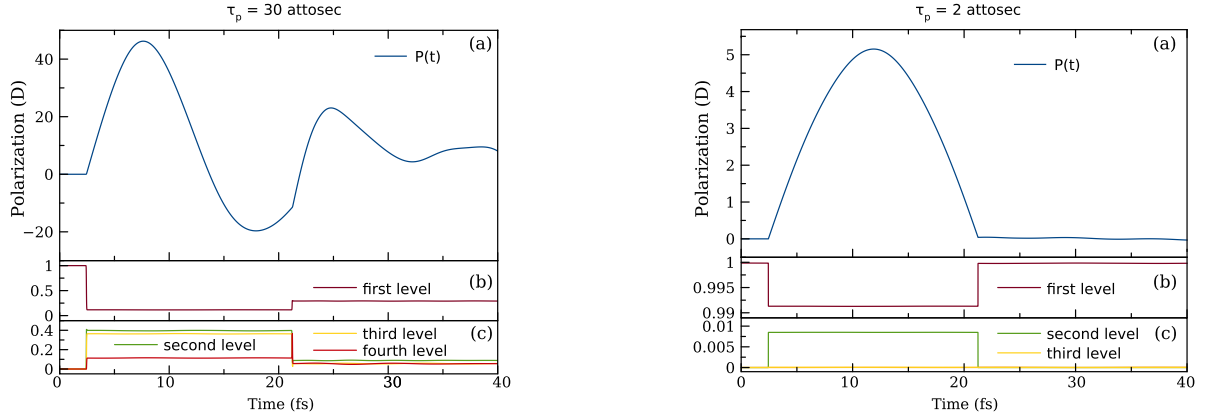 τp = 30 attosec
(a)
P(t)
Polarization (D)
40
20
0
−20
(b)
first level
1
0.5
0
(c)
third level
second level
fourth level
0.4
0.2
0
0
10
20
30
40
Time (fs)
τp = 2 attosec
(a)
P(t)
Polarization (D)
5
4
3
2
1
0
(b)
first level
1
0.995
0.99
(c)
second level
third level
0.01
0.005
0
0
10
20
30
40
Time (fs)